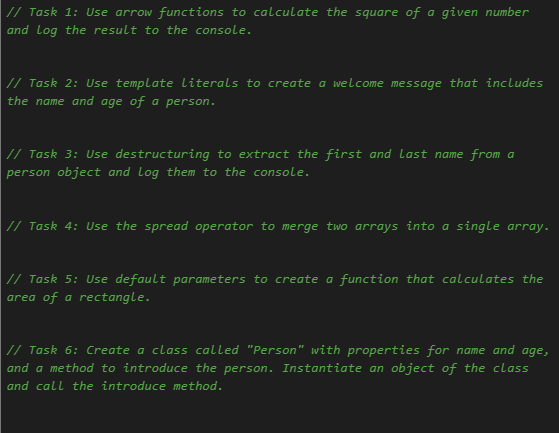 // Task 1: Use arrow functions to calculate the square of a given number
and log the result to the console.
// Task 2: Use template literals to create a welcome message that includes
the name and age of a person.
// Task 3: Use destructuring to extract the first and last name from a
person object and log them to the console.
// Task 4: Use the spread operator to merge two arrays into a single array.
// Task 5: Use default parameters to create a function that calculates the
area of a rectangle.
// Task 6: Create a class called "Person" with properties for name and age,
and a method to introduce the person. Instantiate an object of the class
and call the introduce method.